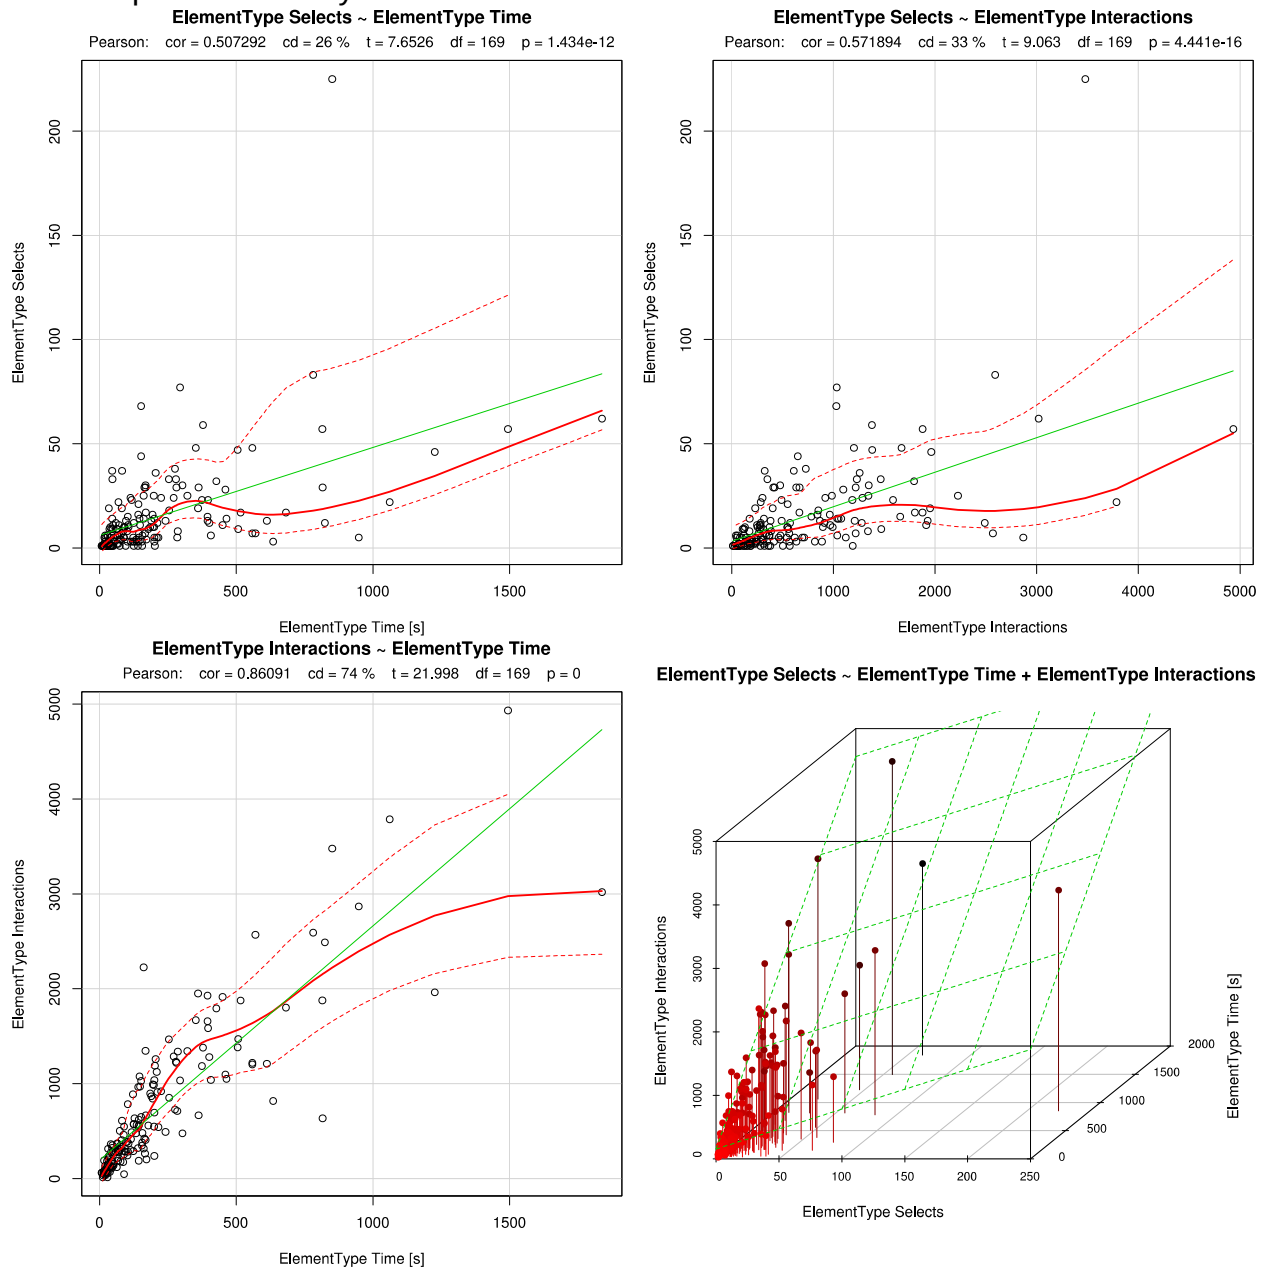 ElementType Selects ~ ElementType Time
Pearson: cor = 0.507292 cd = 26 % t = 7.6526 df = 169 p = 1.434e-12
ElementType Selects
0 50 100 150 200
0 500 1000 1500
ElementType Time [s]
ElementType Selects ~ ElementType Interactions
Pearson: cor = 0.571894 cd = 33 % t = 9.063 df = 169 p = 4.441e-16
ElementType Selects
0 50 100 150 200
0 1000 2000 3000 4000 5000
ElementType Interactions
ElementType Interactions ~ ElementType Time
Pearson: cor = 0.86091 cd = 74 % t = 21.998 df = 169 p = 0
ElementType Interactions
0 1000 2000 3000 4000 5000
0 500 1000 1500
ElementType Time [s]
ElementType Selects ~ ElementType Time + ElementType Interactions
ElementType Interactions
0 1000 2000 3000 4000 5000
0 50 100 150 200 250
ElementType Selects
0 500 1000 1500 2000
ElementType Time [s]